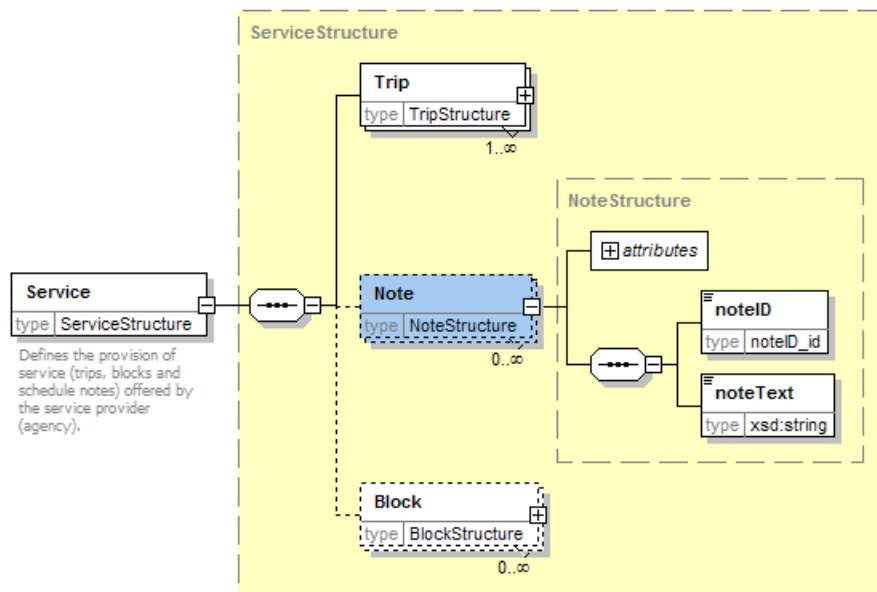 ServiceStructure
Trip
type TripStructure
1..∞
NoteStructure
attributes
Service
type ServiceStructure
Defines the provision of
service (trips, blocks and
schedule notes) offered by
the service provider
(agency).
Note
type NoteStructure
0..∞
noteID
type noteID_id
noteText
type xsd:string
Block
type BlockStructure
0..∞